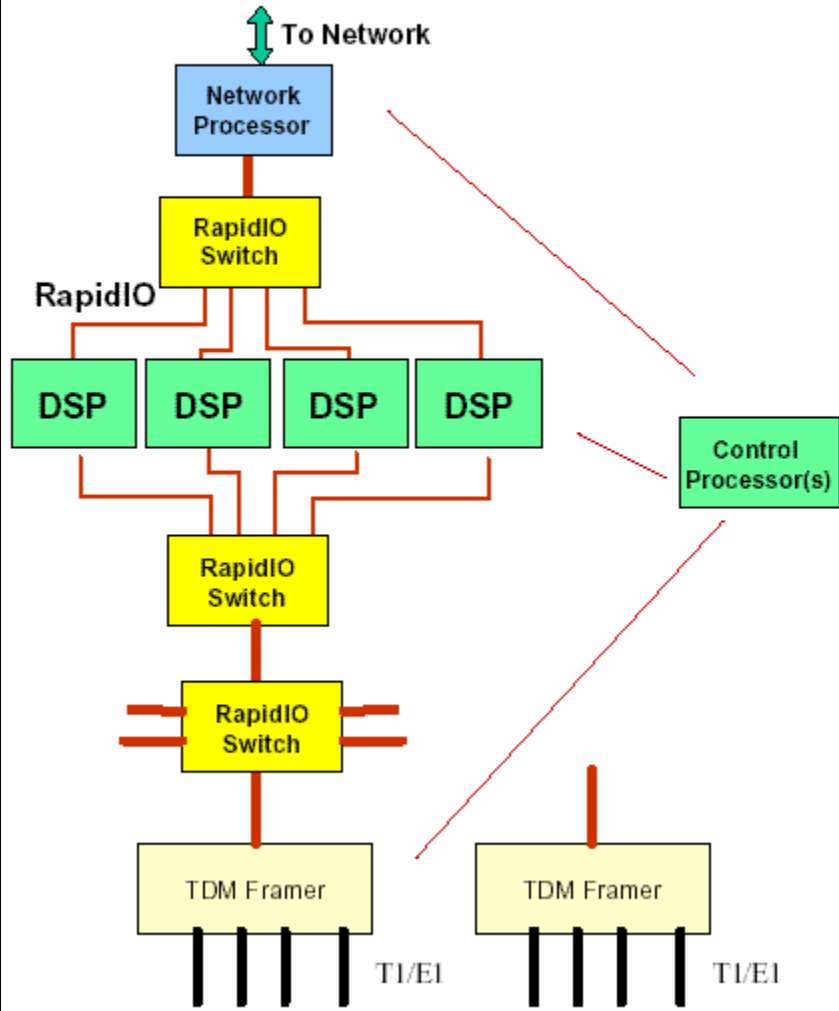 To Network
Network
Processor
RapidIO
Switch
RapidIO
DSP
DSP
DSP
DSP
Control
Processor(s)
RapidIO
Switch
RapidIO
Switch
TDM Framer
TDM Framer
T1/E1
T1/E1